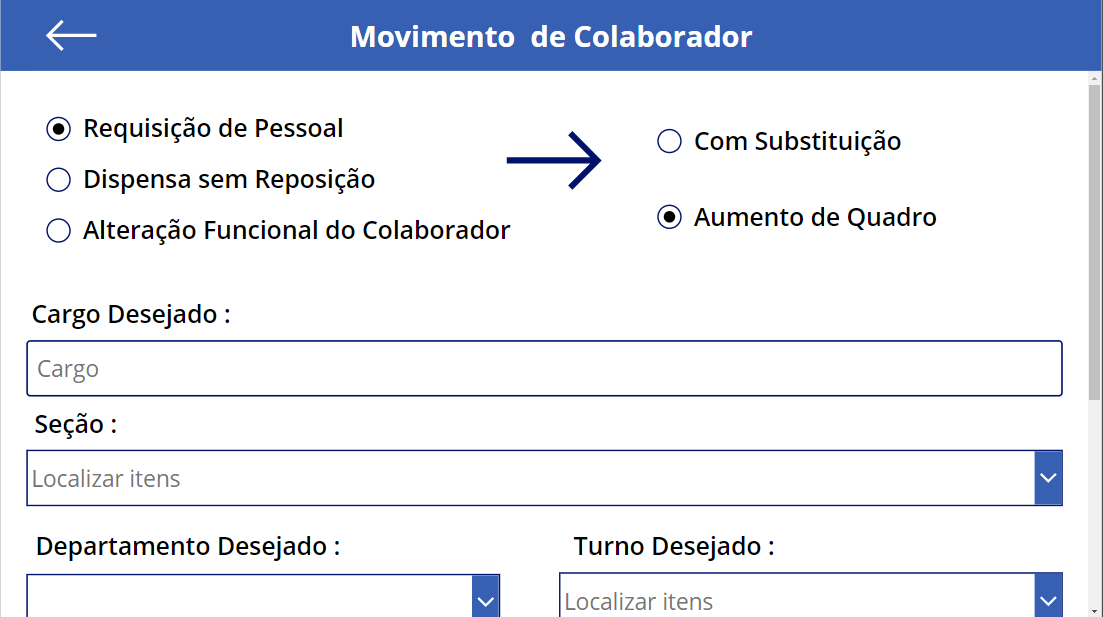 Movimento  de Colaborador
Requisição de Pessoal
Dispensa sem Reposição
Alteração Funcional do Colaborador
Com Substituição
Aumento de Quadro
Cargo Desejado :
Cargo
Seção :
Localizar itens
Departamento Desejado :
Turno Desejado :
Localizar itens